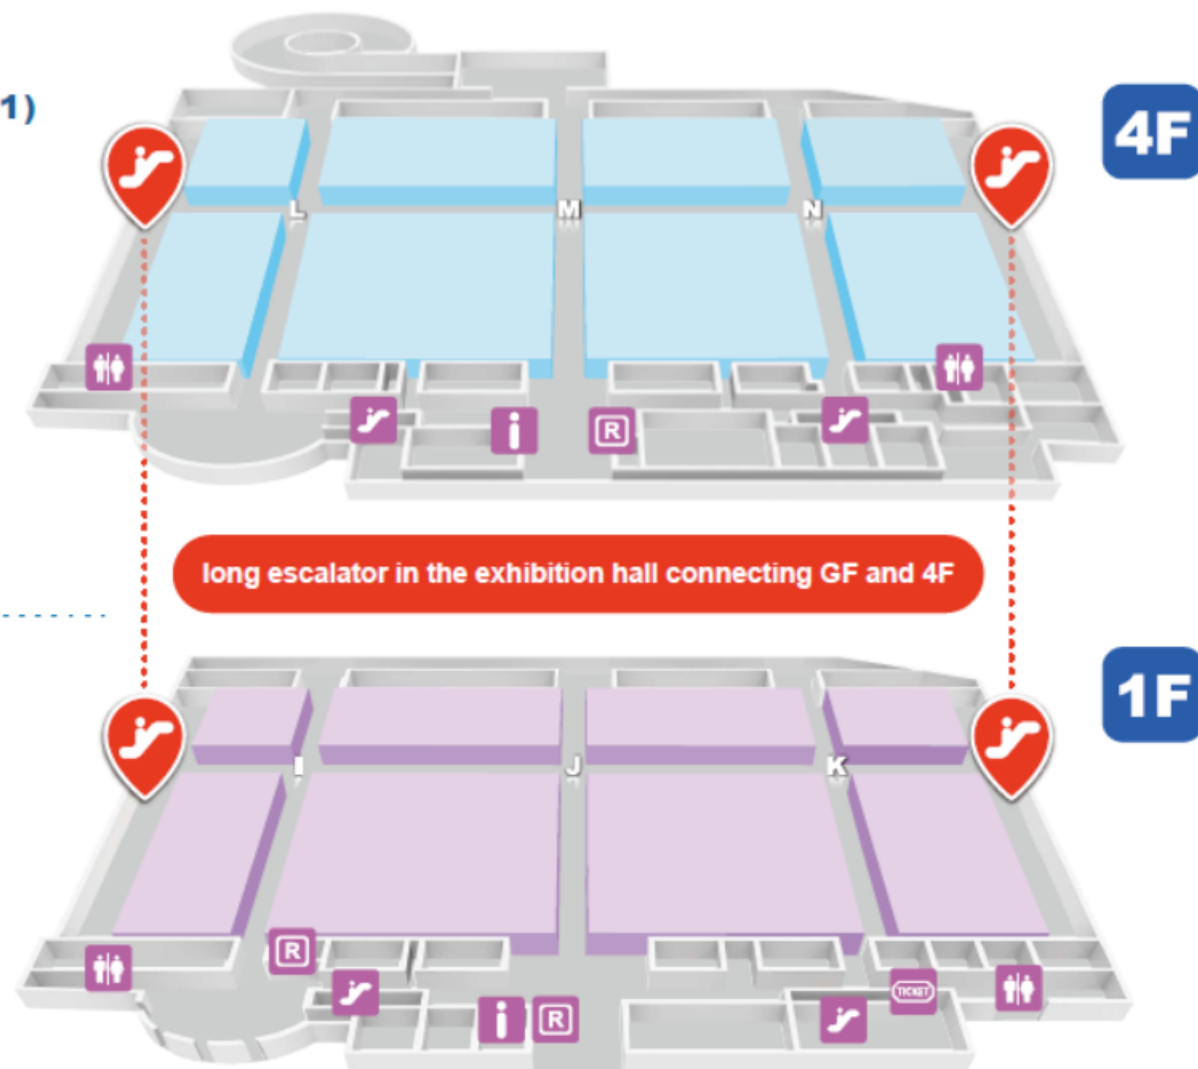 1)
4F
L
M
N
R
long escalator in the exhibition hall connecting GF and 4F
1F
I
J
K
R
TICKET
R